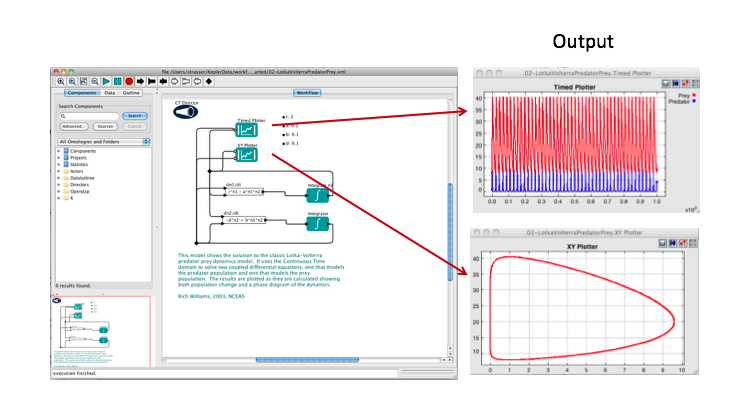 Output
file:/Users/strasser/KeplerData/workf... arted/02-LotkaVolterraPredatorPrey.xml
Components Data Outline
Workflow
Search Components
Search
Advanced... Sources Cancel
All Ontologies and Folders
Components
Projects
Statistics
Actors
Dataturbine
Directors
Opendap
R
0 results found.
execution finished.
CT Director
Timed Plotter
XY Plotter
r: 2
a: 0.1
b: 0.1
d: 0.1
dn1/dt
r*n1 - a*n1*n2
Integrator
dn2/dt
-d*n2 + b*n1*n2
Integrator
This model shows the solution to the classic Lotka-Volterra
predator prey dynamics model. It uses the Continuous Time
domain to solve two coupled differential equations, one that models
the predator population and one that models the prey
population. The results are plotted as they are calculated showing
both population change and a phase diagram of the dynamics.
Rich Williams, 2003, NCEAS
.02-LotkaVolterraPredatorPrey.Timed Plotter
Timed Plotter
Prey
Predator
40
35
30
25
20
15
10
5
0
0.0 0.1 0.2 0.3 0.4 0.5 0.6 0.7 0.8 0.9 1.0
.02-LotkaVolterraPredatorPrey.XY Plotter
XY Plotter
40
35
30
25
20
15
10
0 1 2 3 4 5 6 7 8 9 10